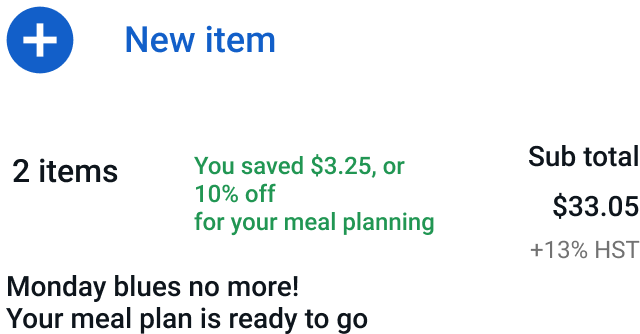 New item
2 items
You saved $3.25, or
10% off
for your meal planning
Sub total
$33.05
+13% HST
Monday blues no more!
Your meal plan is ready to go